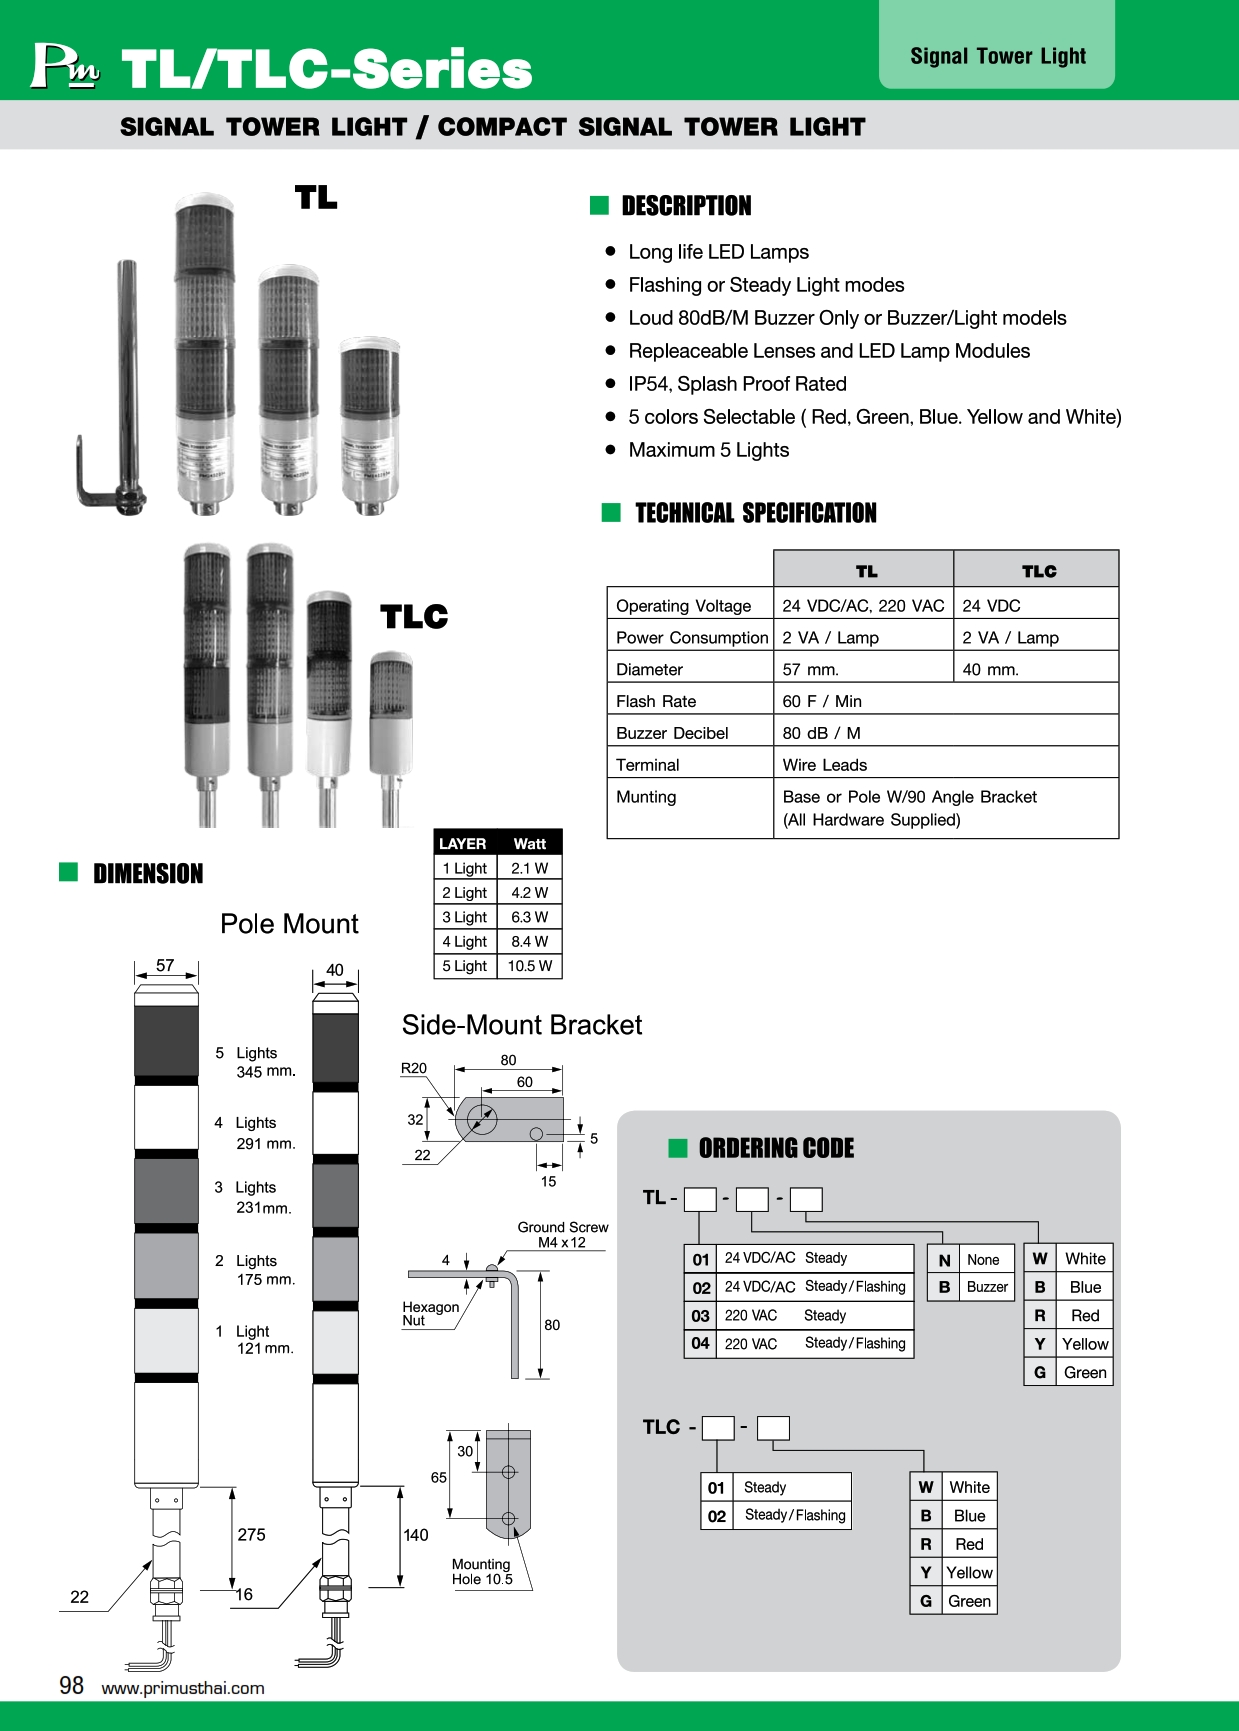 Pm TL/TLC-Series
Signal Tower Light
SIGNAL TOWER LIGHT / COMPACT SIGNAL TOWER LIGHT
TL
TLC
DESCRIPTION
Long life LED Lamps
Flashing or Steady Light modes
Loud 80dB/M Buzzer Only or Buzzer/Light models
Repleaceable Lenses and LED Lamp Modules
IP54, Splash Proof Rated
5 colors Selectable ( Red, Green, Blue. Yellow and White)
Maximum 5 Lights
TECHNICAL SPECIFICATION
TL TLC
Operating Voltage 24 VDC/AC, 220 VAC 24 VDC
Power Consumption 2 VA / Lamp 2 VA / Lamp
Diameter 57 mm. 40 mm.
Flash Rate 60 F / Min
Buzzer Decibel 80 dB / M
Terminal Wire Leads
Munting Base or Pole W/90 Angle Bracket
(All Hardware Supplied)
LAYER Watt
1 Light 2.1 W
2 Light 4.2 W
3 Light 6.3 W
4 Light 8.4 W
5 Light 10.5 W
DIMENSION
Pole Mount
57
40
5 Lights
345 mm.
4 Lights
291 mm.
3 Lights
231mm.
2 Lights
175 mm.
1 Light
121 mm.
275
140
22
16
Side-Mount Bracket
80
R20
60
32
5
22
15
Ground Screw
M4 x 12
4
Hexagon
Nut
80
30
65
Mounting
Hole 10.5
ORDERING CODE
TL - - -
01 24 VDC/AC Steady
02 24 VDC/AC Steady/Flashing
03 220 VAC Steady
04 220 VAC Steady/Flashing
N None
B Buzzer
W White
B Blue
R Red
Y Yellow
G Green
TLC - -
01 Steady
02 Steady/Flashing
W White
B Blue
R Red
Y Yellow
G Green
98 www.primusthai.com